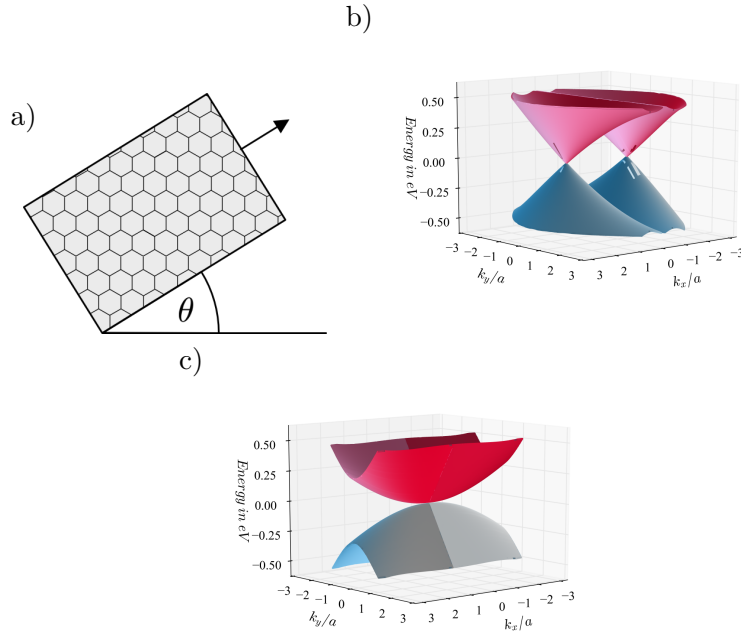 b)
a)
θ
c)
0.50
0.25
0.00
−0.25
−0.50
Energy in eV
−3 −2 −1 0 1 2 3
k_y/a
3 2 1 0 −1 −2 −3
k_x/a
0.50
0.25
0.00
−0.25
−0.50
Energy in eV
−3 −2 −1 0 1 2 3
k_y/a
3 2 1 0 −1 −2 −3
k_x/a